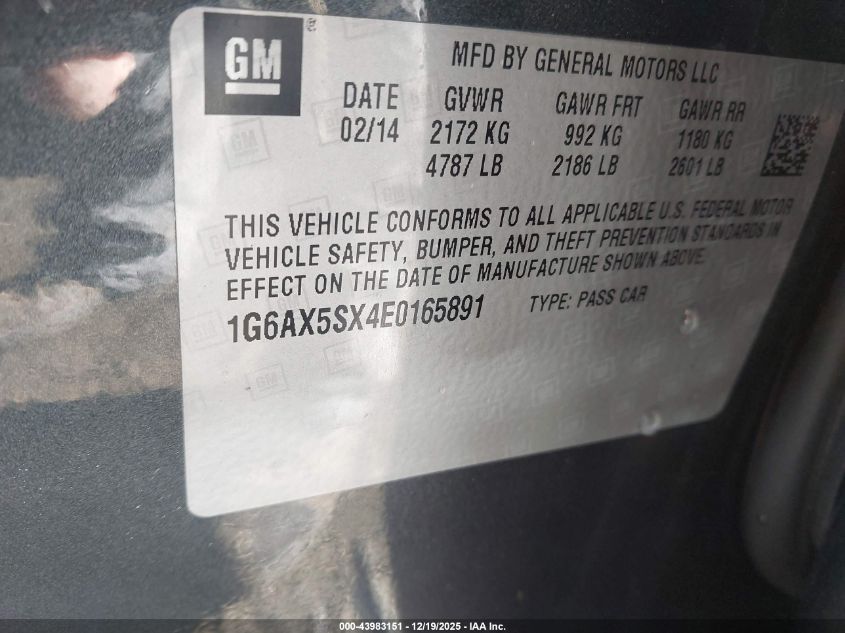 GM
MFD BY GENERAL MOTORS LLC
DATE GVWR GAWR FRT GAWR RR
02/14 2172 KG 992 KG 1180 KG
4787 LB 2186 LB 2601 LB
THIS VEHICLE CONFORMS TO ALL APPLICABLE U.S. FEDERAL MOTOR
VEHICLE SAFETY, BUMPER, AND THEFT PREVENTION STANDARDS IN
EFFECT ON THE DATE OF MANUFACTURE SHOWN ABOVE.
1G6AX5SX4E0165891 TYPE: PASS CAR
000-43983151 - 12/19/2025 - IAA Inc.